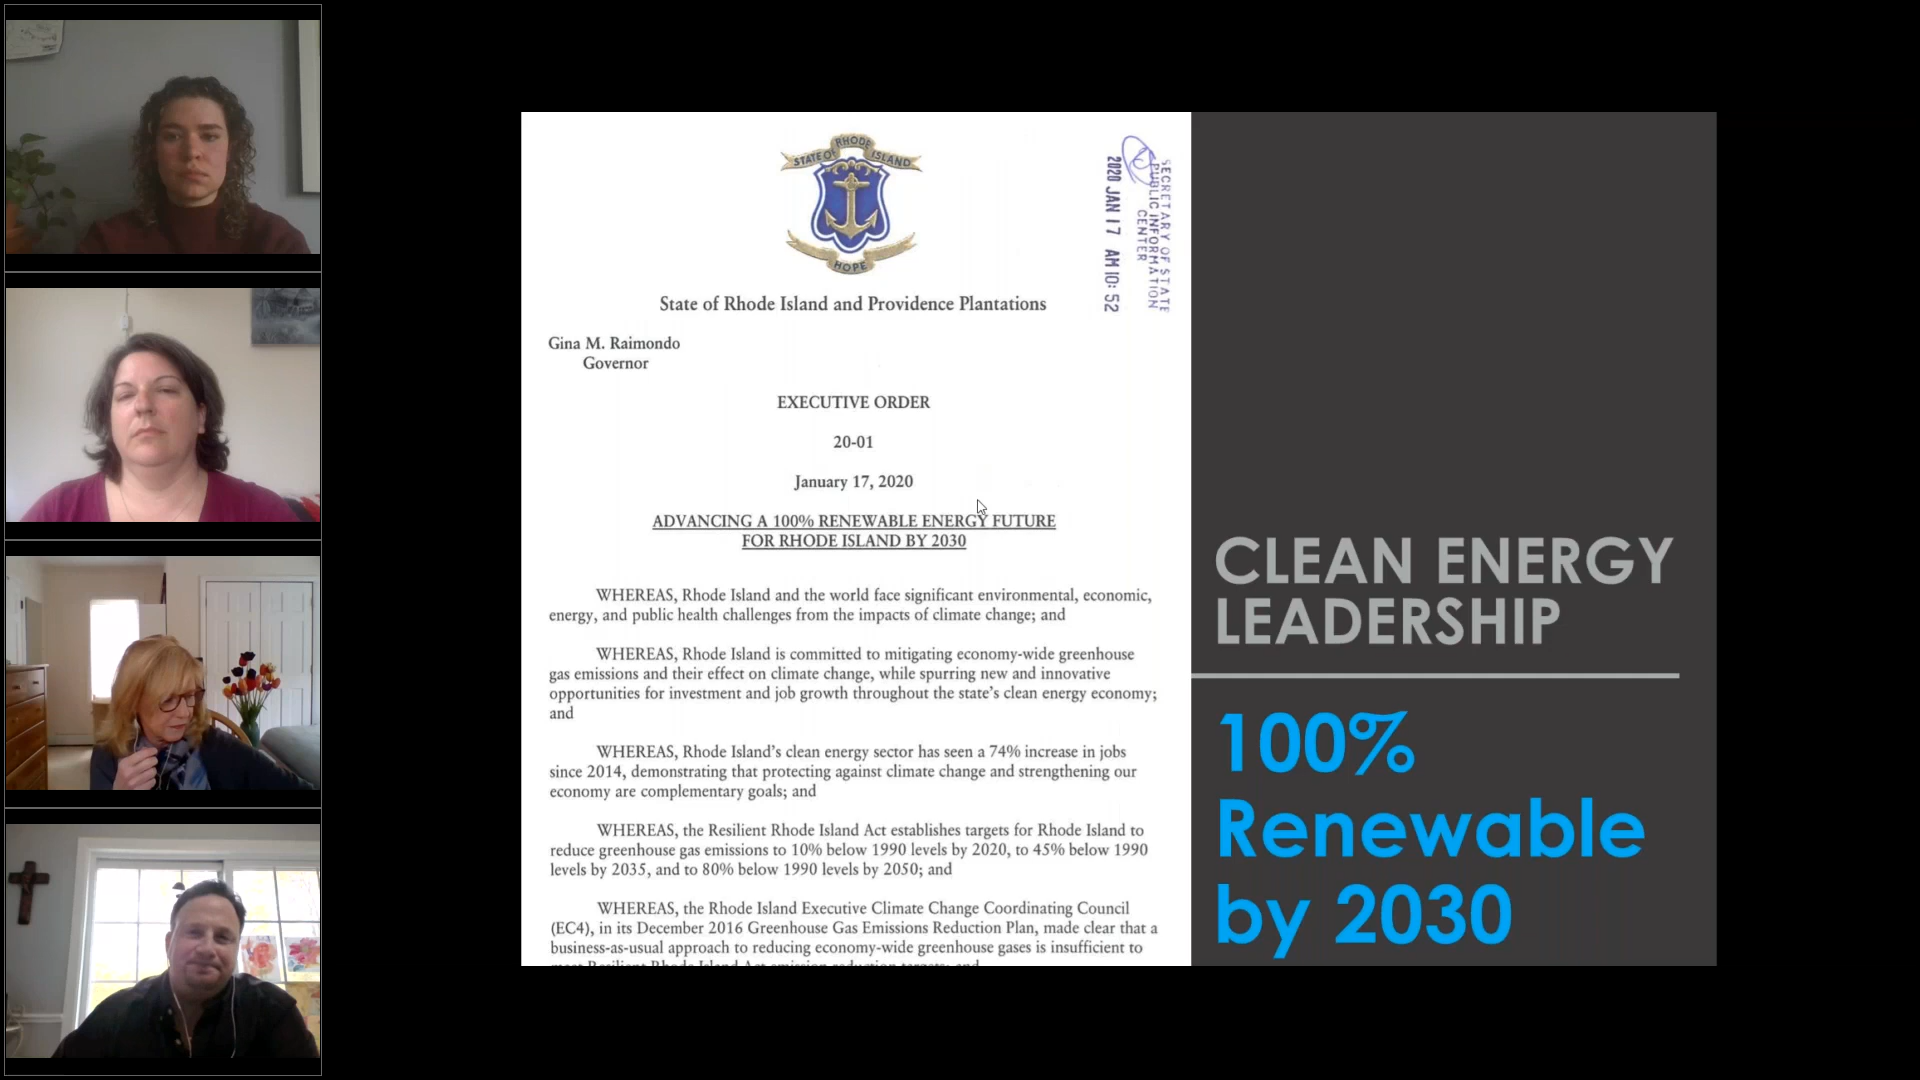 STATE OF RHODE ISLAND
HOPE
SECRETARY OF STATE
PUBLIC INFORMATION
CENTER
2020 JAN 17 AM 10: 52
State of Rhode Island and Providence Plantations
Gina M. Raimondo
Governor
EXECUTIVE ORDER
20-01
January 17, 2020
ADVANCING A 100% RENEWABLE ENERGY FUTURE
FOR RHODE ISLAND BY 2030
WHEREAS, Rhode Island and the world face significant environmental, economic,
energy, and public health challenges from the impacts of climate change; and
WHEREAS, Rhode Island is committed to mitigating economy-wide greenhouse
gas emissions and their effect on climate change, while spurring new and innovative
opportunities for investment and job growth throughout the state's clean energy economy;
and
WHEREAS, Rhode Island's clean energy sector has seen a 74% increase in jobs
since 2014, demonstrating that protecting against climate change and strengthening our
economy are complementary goals; and
WHEREAS, the Resilient Rhode Island Act establishes targets for Rhode Island to
reduce greenhouse gas emissions to 10% below 1990 levels by 2020, to 45% below 1990
levels by 2035, and to 80% below 1990 levels by 2050; and
WHEREAS, the Rhode Island Executive Climate Change Coordinating Council
(EC4), in its December 2016 Greenhouse Gas Emissions Reduction Plan, made clear that a
business-as-usual approach to reducing economy-wide greenhouse gases is insufficient to
meet Resilient Rhode Island Act emission reduction targets; and
CLEAN ENERGY
LEADERSHIP
100%
Renewable
by 2030